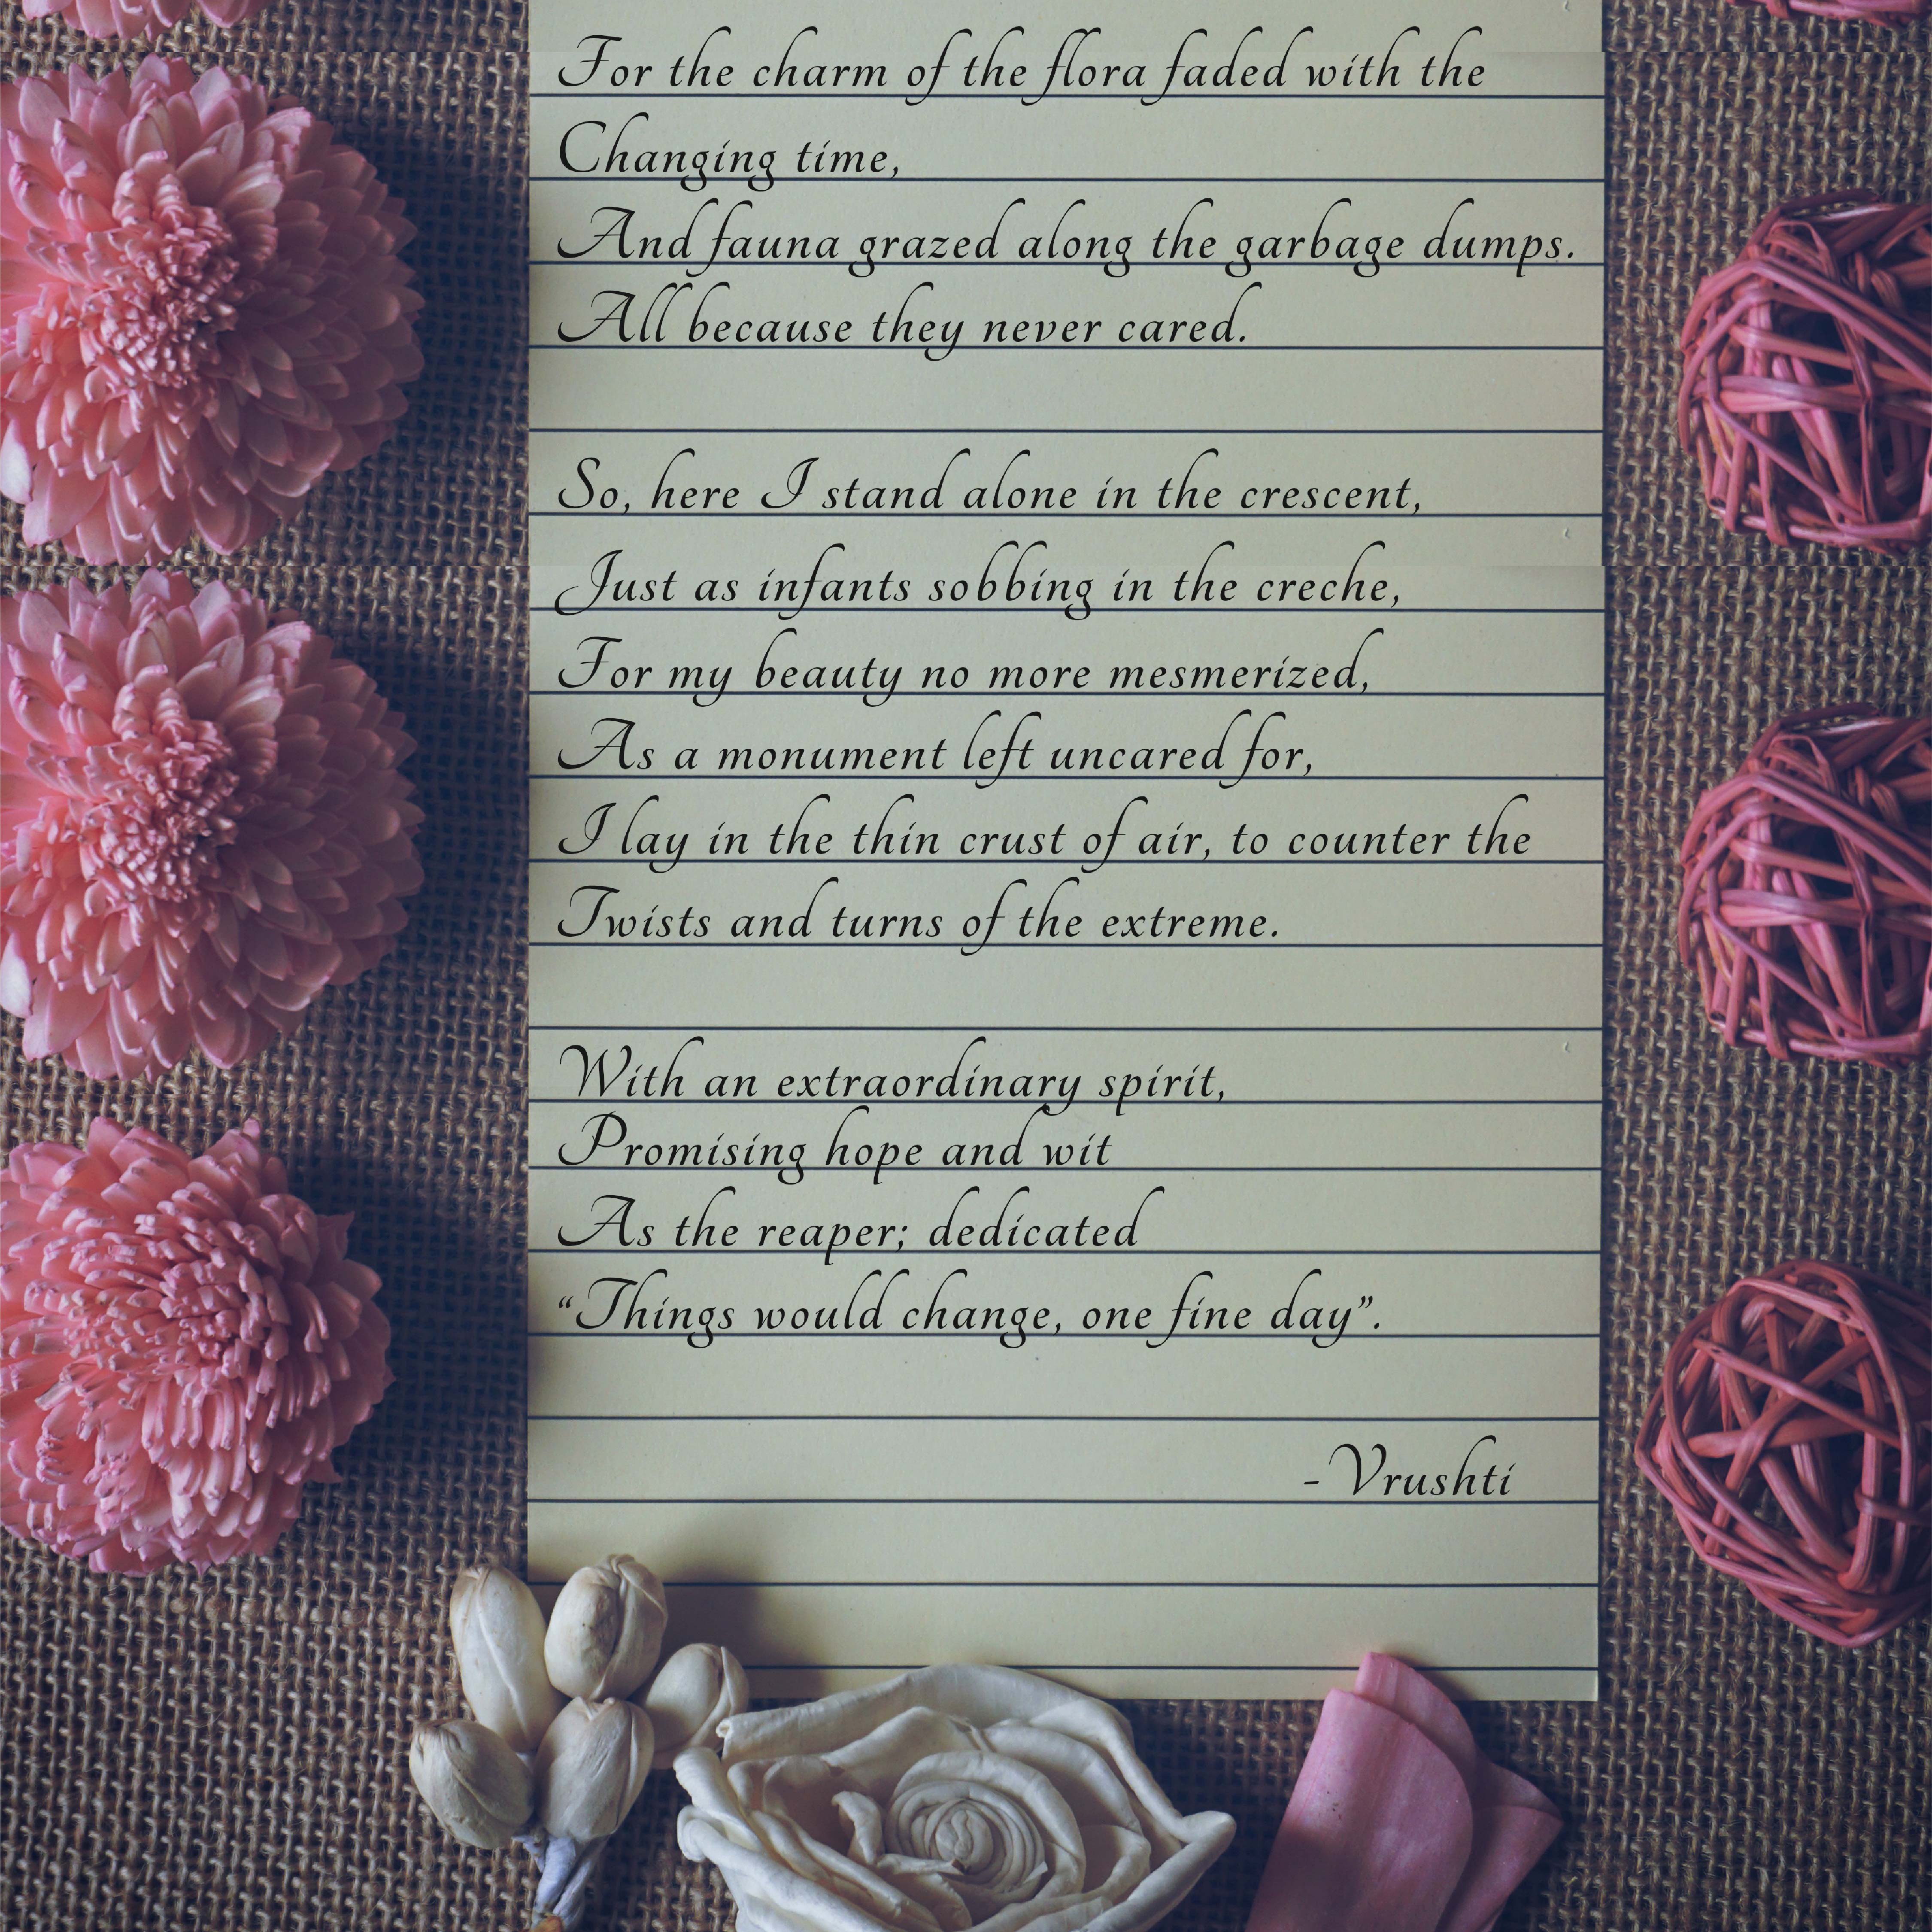 For the charm of the flora faded with the
Changing time,
And fauna grazed along the garbage dumps.
All because they never cared.
So, here I stand alone in the crescent,
Just as infants sobbing in the creche,
For my beauty no more mesmerized,
As a monument left uncared for,
I lay in the thin crust of air, to counter the
Twists and turns of the extreme.
With an extraordinary spirit,
Promising hope and wit
As the reaper; dedicated
“Things would change, one fine day”.
- Vrushti